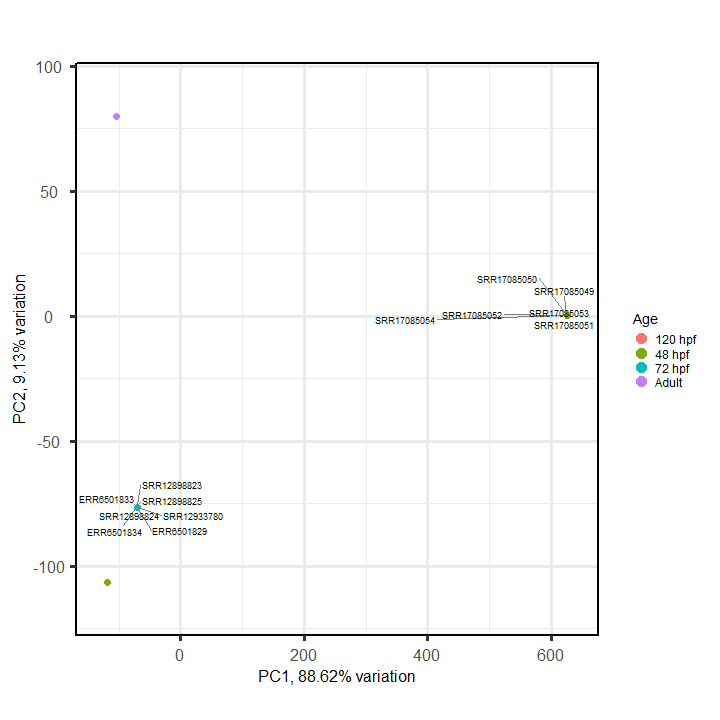 100
50
0
-50
-100
PC2, 9.13% variation
SRR17085050
SRR17085049
SRR17085053
SRR17085052
SRR17085054
SRR17085051
SRR12898823
ERR6501833
SRR12898825
SRR12898824
SRR12933780
ERR6501834
ERR6501829
0
200
400
600
PC1, 88.62% variation
Age
120 hpf
48 hpf
72 hpf
Adult